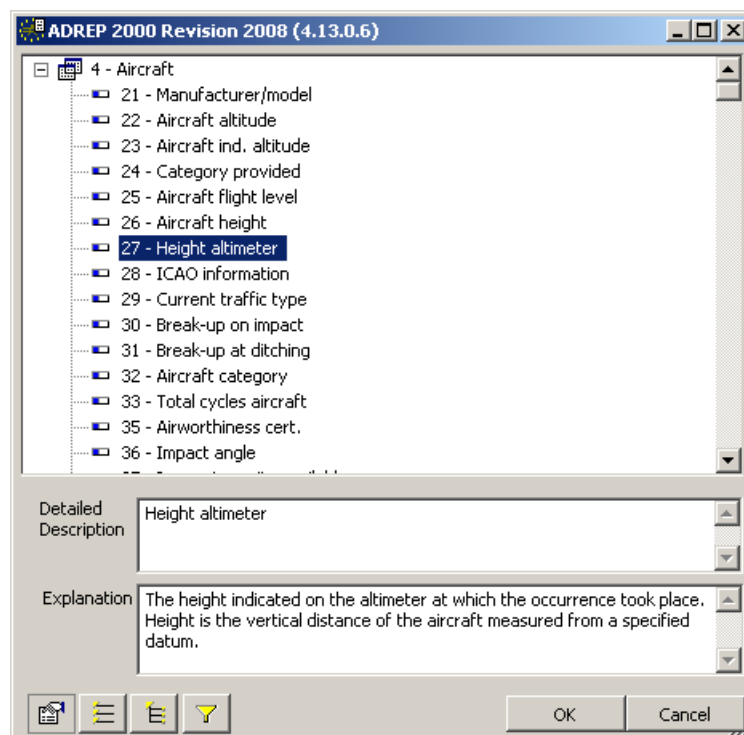 ADREP 2000 Revision 2008 (4.13.0.6)
4 - Aircraft
21 - Manufacturer/model
22 - Aircraft altitude
23 - Aircraft ind. altitude
24 - Category provided
25 - Aircraft flight level
26 - Aircraft height
27 - Height altimeter
28 - ICAO information
29 - Current traffic type
30 - Break-up on impact
31 - Break-up at ditching
32 - Aircraft category
33 - Total cycles aircraft
35 - Airworthiness cert.
36 - Impact angle
Detailed
Description
Height altimeter
Explanation
The height indicated on the altimeter at which the occurrence took place.
Height is the vertical distance of the aircraft measured from a specified
datum.
OK
Cancel